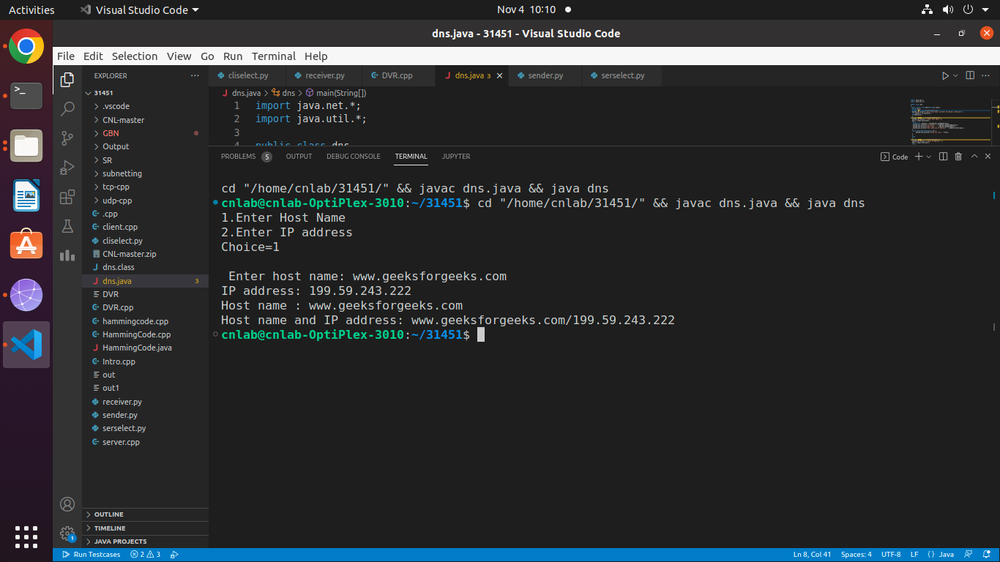 Activities
Visual Studio Code
Nov 4 10:10
dns.java - 31451 - Visual Studio Code
File Edit Selection View Go Run Terminal Help
EXPLORER
31451
.vscode
CNL-master
GBN
Output
SR
subnetting
tcp-cpp
udp-cpp
.cpp
client.cpp
cliselect.py
CNL-master.zip
dns.class
dns.java 3
DVR
DVR.cpp
hammingcode.cpp
HammingCode.cpp
HammingCode.java
Intro.cpp
out
out1
receiver.py
sender.py
serselect.py
server.cpp
OUTLINE
TIMELINE
JAVA PROJECTS
1
cliselect.py receiver.py DVR.cpp dns.java 3 sender.py serselect.py
dns.java > dns > main(String[])
1 import java.net.*;
2 import java.util.*;
3
4 public class dns
PROBLEMS 5 OUTPUT DEBUG CONSOLE TERMINAL JUPYTER
Code
cd "/home/cnlab/31451/" && javac dns.java && java dns
cnlab@cnlab-OptiPlex-3010:~/31451$ cd "/home/cnlab/31451/" && javac dns.java && java dns
1.Enter Host Name
2.Enter IP address
Choice=1
Enter host name: www.geeksforgeeks.com
IP address: 199.59.243.222
Host name : www.geeksforgeeks.com
Host name and IP address: www.geeksforgeeks.com/199.59.243.222
cnlab@cnlab-OptiPlex-3010:~/31451$
Run Testcases 2 3
Ln 8, Col 41 Spaces: 4 UTF-8 LF {} Java